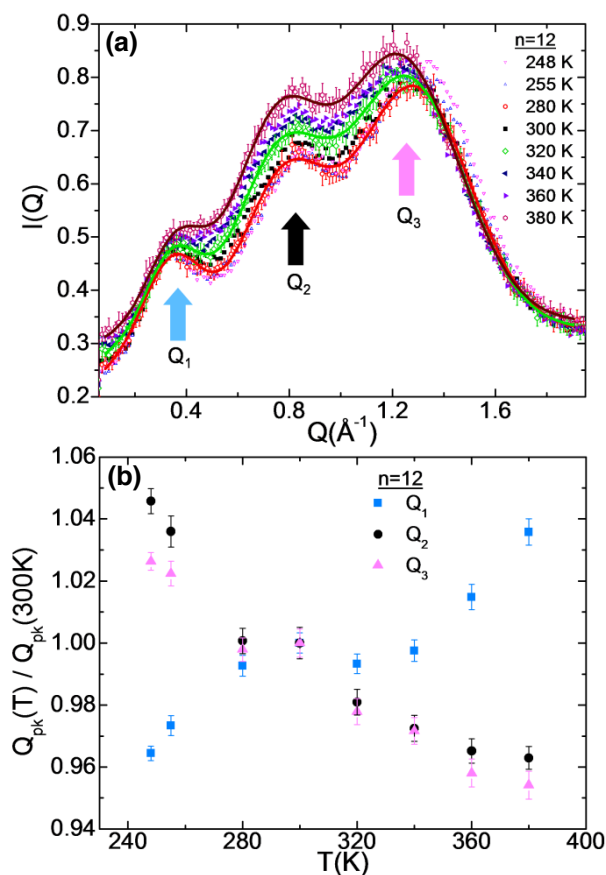 (a)
n=12
248 K
255 K
280 K
300 K
320 K
340 K
360 K
380 K
I(Q)
0.9
0.8
0.7
0.6
0.5
0.4
0.3
0.2
Q₁
Q₂
Q₃
0.4 0.8 1.2 1.6
Q(Å⁻¹)
(b)
n=12
Q₁
Q₂
Q₃
Qpk(T) / Qpk(300K)
1.06
1.04
1.02
1.00
0.98
0.96
0.94
240 280 320 360 400
T(K)